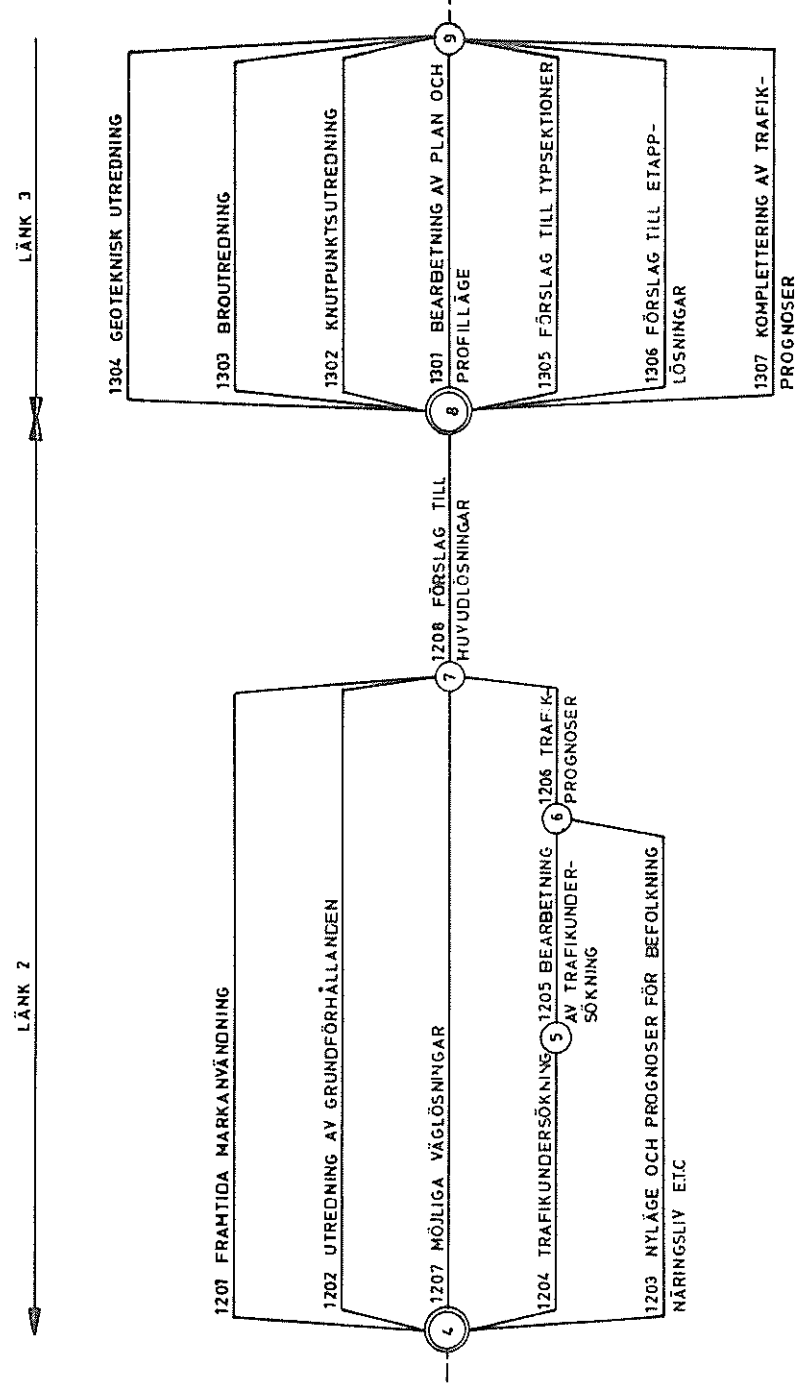 LÄNK 2
LÄNK 3
1201 FRAMTIDA MARKANVÄNDNING
1202 UTREDNING AV GRUNDFÖRHÅLLANDEN
1207 MÖJLIGA VÄGLÖSNINGAR
4
1204 TRAFIKUNDERSÖKNING
5
1205 BEARBETNING
AV TRAFIKUNDER-
SÖKNING
6
1206 TRAFIK-
PROGNOSER
1203 NYLÄGE OCH PROGNOSER FÖR BEFOLKNING
NÄRINGSLIV ETC
7
1208 FÖRSLAG TILL
HUVUDLÖSNINGAR
8
1304 GEOTEKNISK UTREDNING
1303 BROUTREDNING
1302 KNUTPUNKTSUTREDNING
1301 BEARBETNING AV PLAN OCH
PROFILLÄGE
1305 FÖRSLAG TILL TYPSEKTIONER
1306 FÖRSLAG TILL ETAPP-
LÖSNINGAR
1307 KOMPLETTERING AV TRAFIK-
PROGNOSER
9